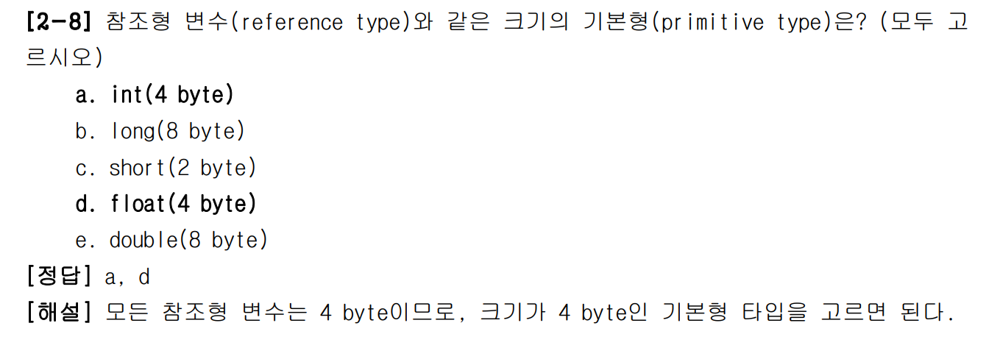 [2-8] 참조형 변수(reference type)와 같은 크기의 기본형(primitive type)은? (모두 고
르시오)
a. int(4 byte)
b. long(8 byte)
c. short(2 byte)
d. float(4 byte)
e. double(8 byte)
[정답] a, d
[해설] 모든 참조형 변수는 4 byte이므로, 크기가 4 byte인 기본형 타입을 고르면 된다.